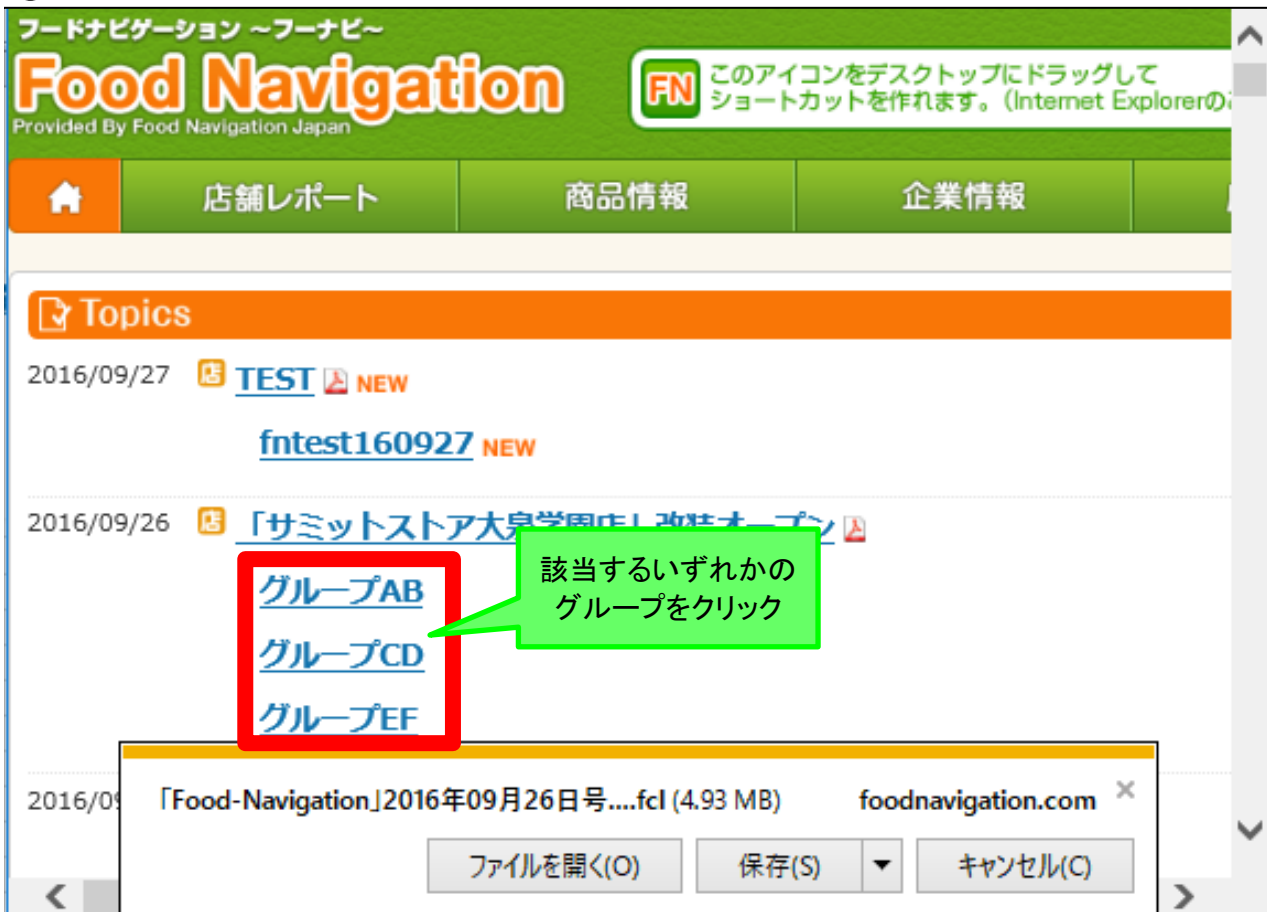 フードナビゲーション ~フーナビ~
Food Navigation
Provided By Food Navigation Japan
FN
このアイコンをデスクトップにドラッグして
ショートカットを作れます。(Internet Explorerの
店舗レポート 商品情報 企業情報
Topics
2016/09/27 店 TEST NEW
fntest160927 NEW
2016/09/26 店 「サミットストア大泉学園店」改装オープン
該当するいずれかの
グループをクリック
グループAB
グループCD
グループEF
2016/09
「Food-Navigation」2016年09月26日号....fcl (4.93 MB) foodnavigation.com ×
ファイルを開く(O) 保存(S) キャンセル(C)